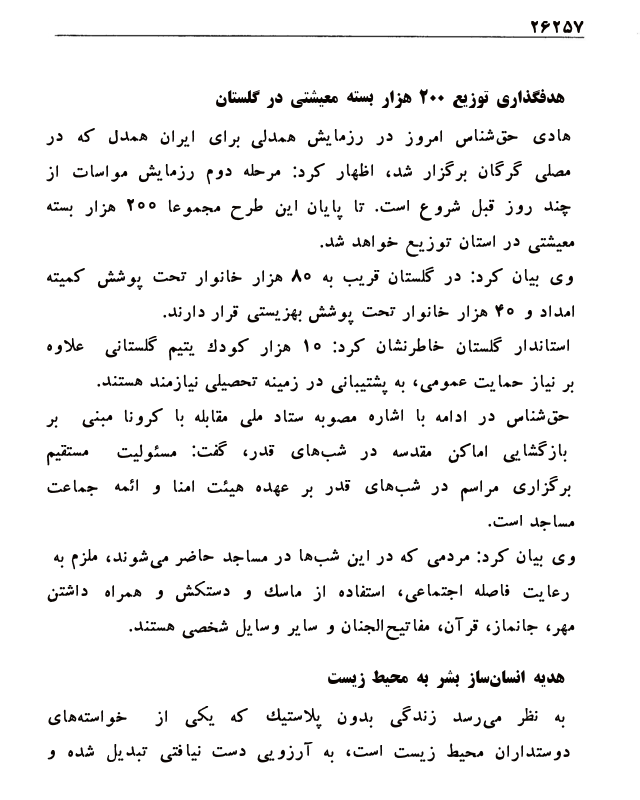 ۲۶۲۵۷
هدفگذاری توزیع ۲۰۰ هزار بسته معیشتی در گلستان
هادی حق‌شناس امروز در رزمایش همدلی برای ایران همدل که در
مصلی گرگان برگزار شد، اظهار کرد: مرحله دوم رزمایش مواسات از
چند روز قبل شروع است. تا پایان این طرح مجموعا ۲۰۰ هزار بسته
معیشتی در استان توزیع خواهد شد.
وی بیان کرد: در گلستان قریب به ۸۰ هزار خانوار تحت پوشش کمیته
امداد و ۴۰ هزار خانوار تحت پوشش بهزیستی قرار دارند.
استاندار گلستان خاطرنشان کرد: ۱۰ هزار کودك یتیم گلستانی علاوه
بر نیاز حمایت عمومی، به پشتیبانی در زمینه تحصیلی نیازمند هستند.
حق‌شناس در ادامه با اشاره مصوبه ستاد ملی مقابله با کرونا مبنی بر
بازگشایی اماکن مقدسه در شب‌های قدر، گفت: مسئولیت مستقیم
برگزاری مراسم در شب‌های قدر بر عهده هیئت امنا و ائمه جماعت
مساجد است.
وی بیان کرد: مردمی که در این شب‌ها در مساجد حاضر می‌شوند، ملزم به
رعایت فاصله اجتماعی، استفاده از ماسك و دستکش و همراه داشتن
مهر، جانماز، قرآن، مفاتیح‌الجنان و سایر وسایل شخصی هستند.
هدیه انسان‌ساز بشر به محیط زیست
به نظر می‌رسد زندگی بدون پلاستیك که یکی از خواسته‌های
دوستداران محیط زیست است، به آرزویی دست نیافتی تبدیل شده و